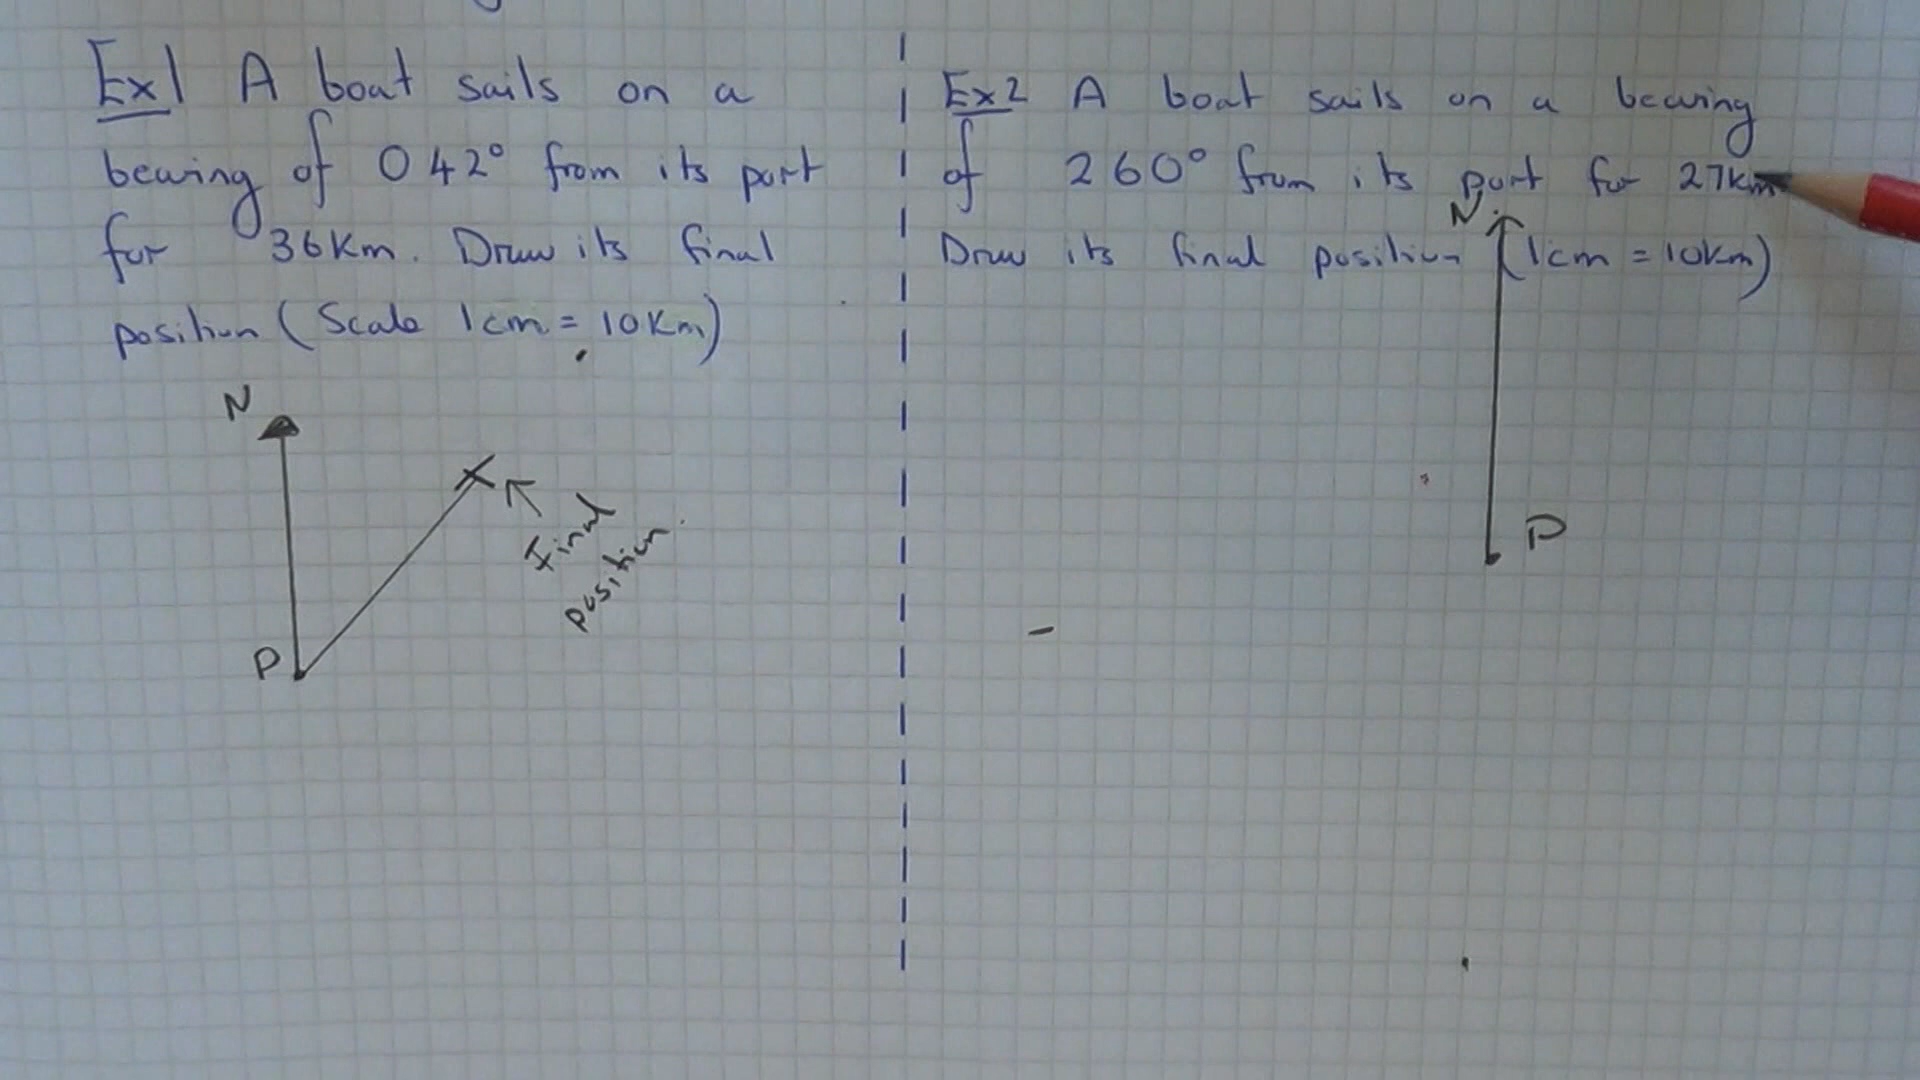 Ex1 A boat sails on a
bearing of 042° from its port
for 36km. Draw its final
position (Scale 1cm = 10km)
N
P
Final
position.
Ex2 A boat sails on a bearing
of 260° from its port for 27km
Draw its final position (1cm = 10km)
N
P